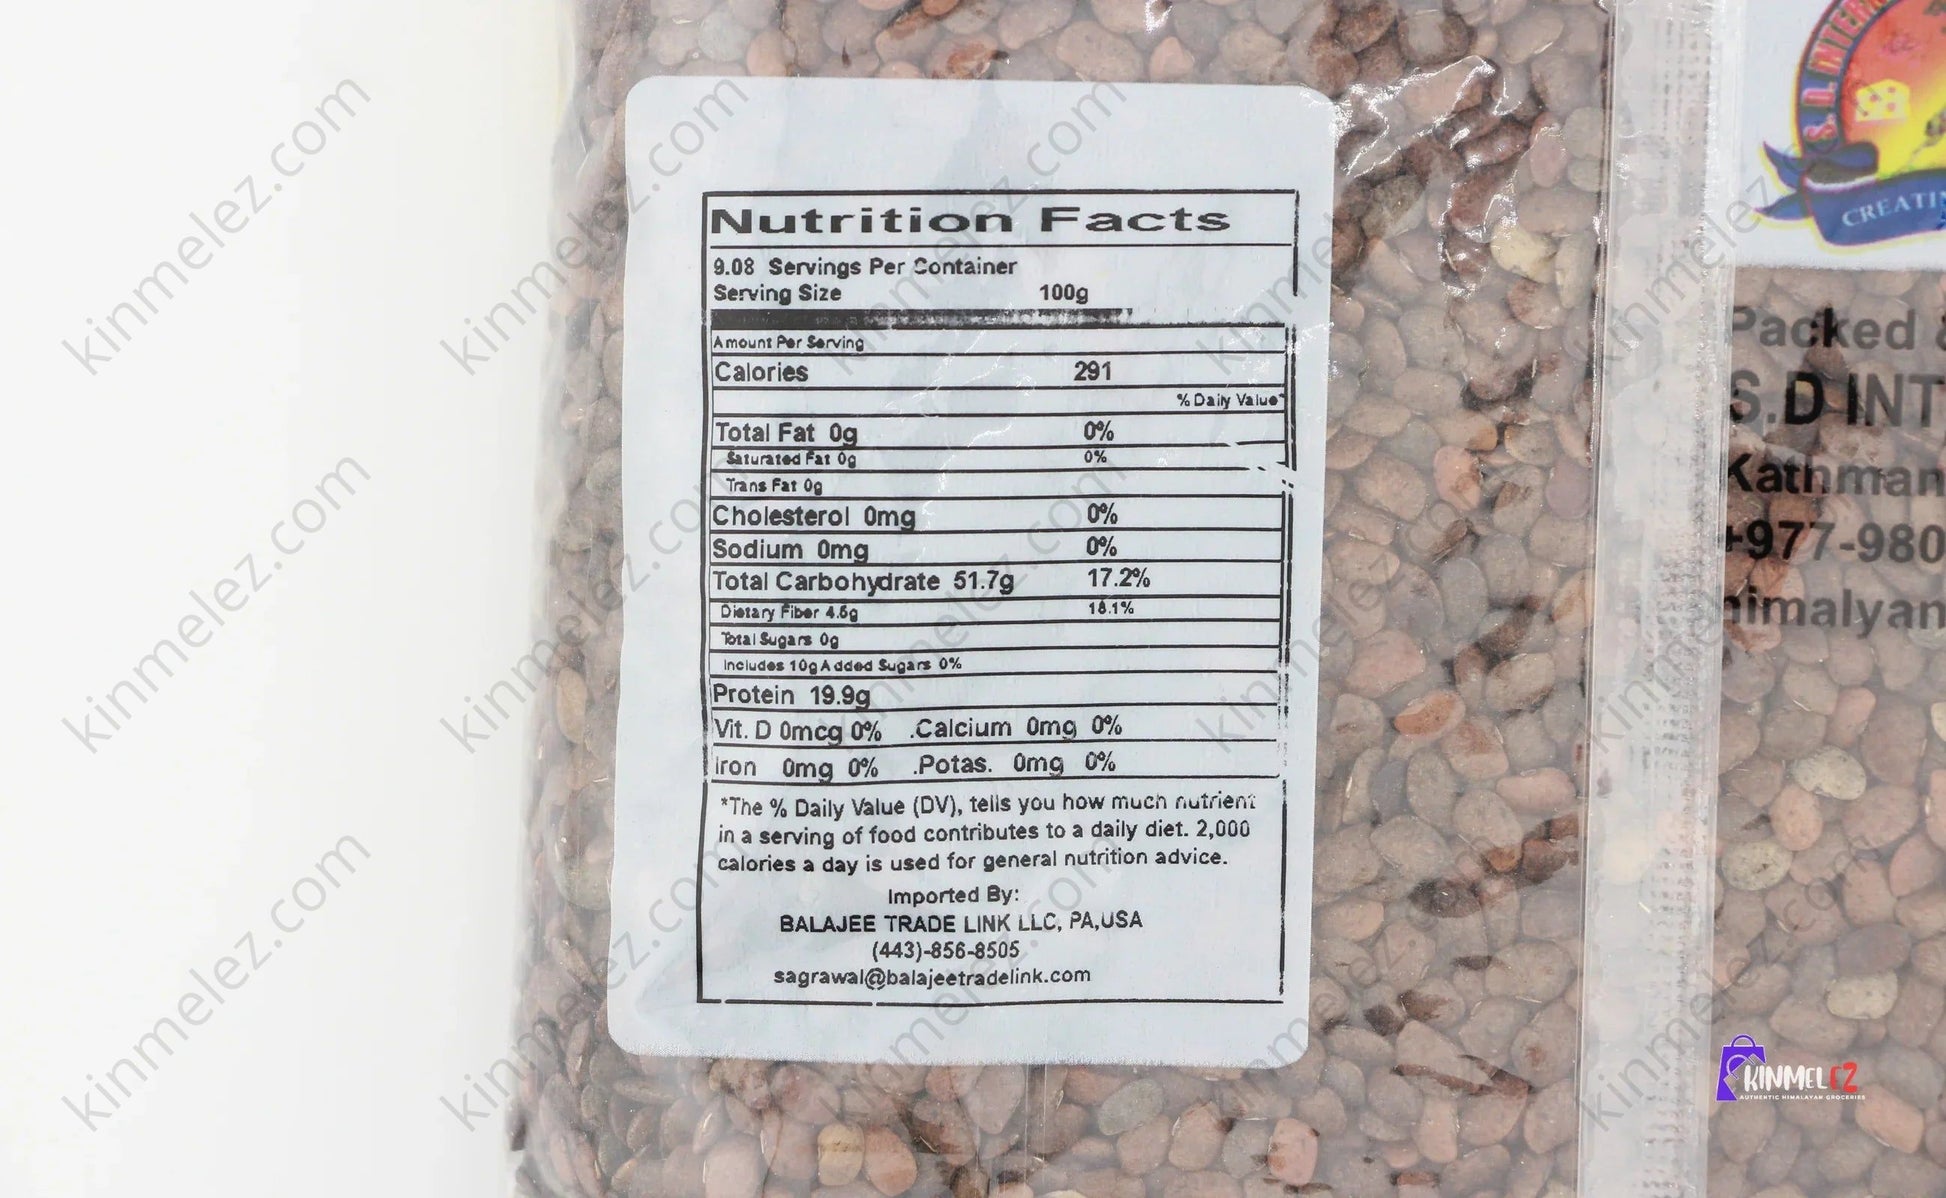 Nutrition Facts
9.08 Servings Per Container
Serving Size 100g
Amount Per Serving
Calories 291
% Daily Value*
Total Fat 0g 0%
Saturated Fat 0g 0%
Trans Fat 0g
Cholesterol 0mg 0%
Sodium 0mg 0%
Total Carbohydrate 51.7g 17.2%
Dietary Fiber 4.5g 18.1%
Total Sugars 0g
Includes 10g Added Sugars 0%
Protein 19.9g
Vit. D 0mcg 0% .Calcium 0mg 0%
Iron 0mg 0% .Potas. 0mg 0%
*The % Daily Value (DV), tells you how much nutrient
in a serving of food contributes to a daily diet. 2,000
calories a day is used for general nutrition advice.
Imported By:
BALAJEE TRADE LINK LLC, PA,USA
(443)-856-8505
sagrawal@balajeetradelink.com
S. D. INTER
CREATIN
Packed &
S.D INT
Kathman
+977-980
himalyan
KINMELEZ
AUTHENTIC HIMALAYAN GROCERIES
kinmelez.com